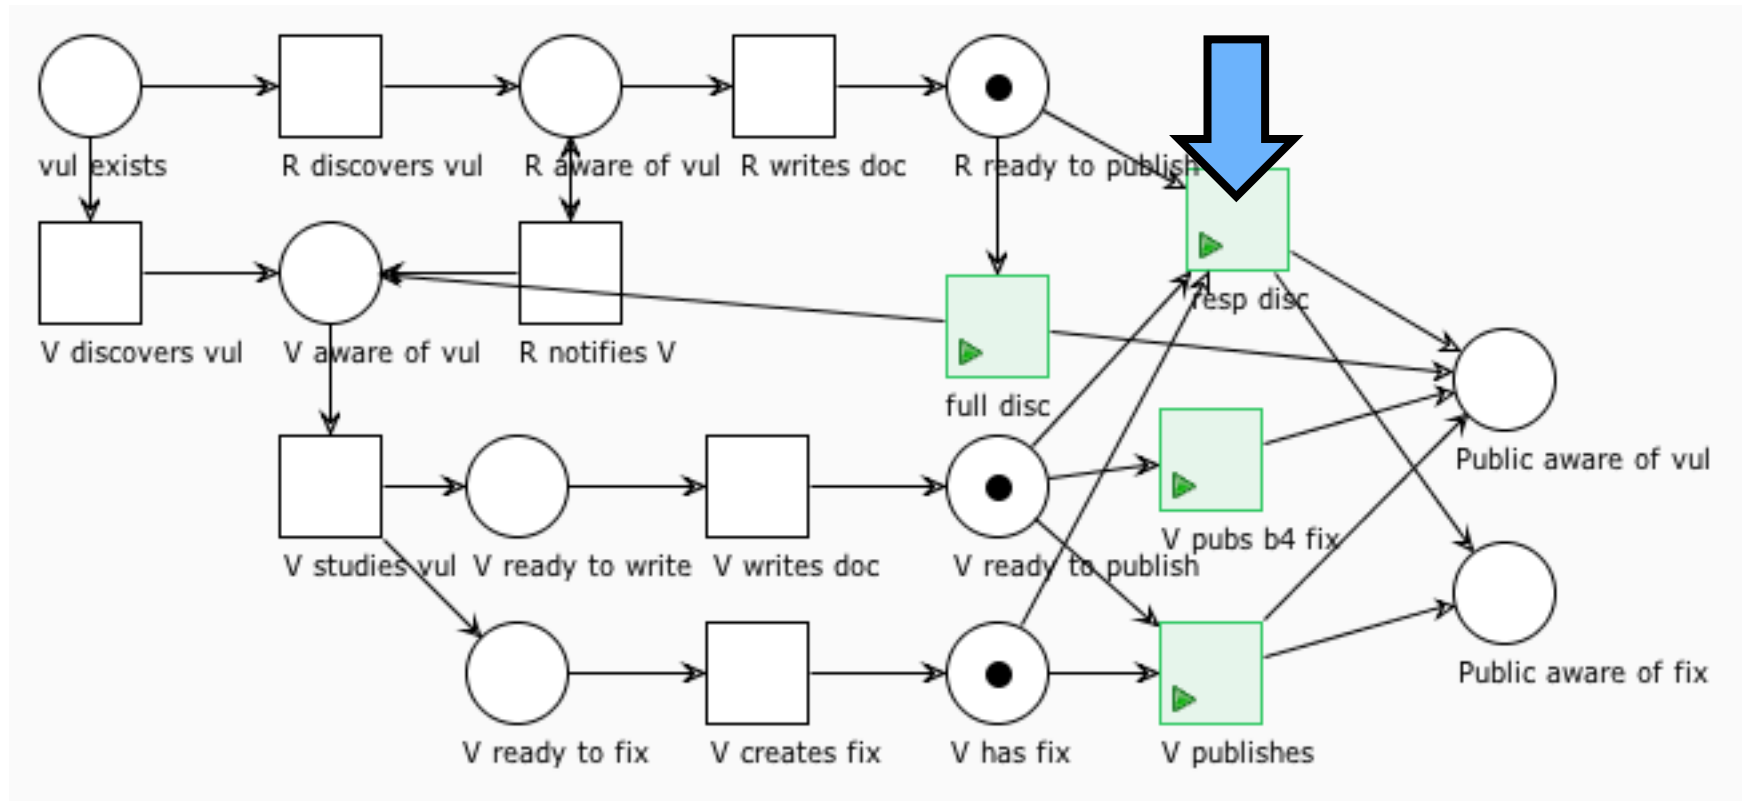 vul exists
R discovers vul
R aware of vul
R writes doc
R ready to publish
resp disc
V discovers vul
V aware of vul
R notifies V
full disc
Public aware of vul
V studies vul
V ready to write
V writes doc
V ready to publish
V pubs b4 fix
Public aware of fix
V ready to fix
V creates fix
V has fix
V publishes